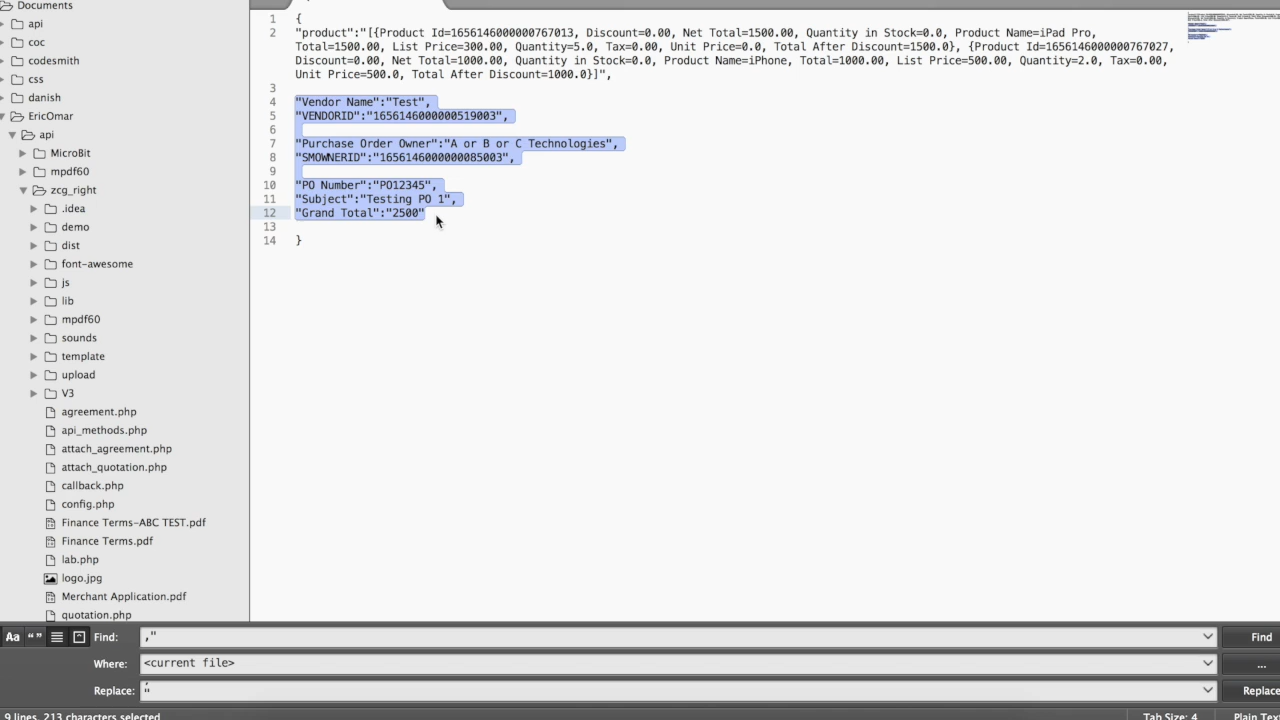 Documents
api
coc
codesmith
css
danish
EricOmar
api
MicroBit
mpdf60
zcg_right
.idea
demo
dist
font-awesome
js
lib
mpdf60
sounds
template
upload
V3
agreement.php
api_methods.php
attach_agreement.php
attach_quotation.php
callback.php
config.php
Finance Terms-ABC TEST.pdf
Finance Terms.pdf
lab.php
logo.jpg
Merchant Application.pdf
quotation.php
1 {
2 "product":"[{Product Id=1656146000000767013, Discount=0.00, Net Total=1500.00, Quantity in Stock=0.0, Product Name=iPad Pro,
Total=1500.00, List Price=300.00, Quantity=5.0, Tax=0.00, Unit Price=0.0, Total After Discount=1500.0}, {Product Id=1656146000000767027,
Discount=0.00, Net Total=1000.00, Quantity in Stock=0.0, Product Name=iPhone, Total=1000.00, List Price=500.00, Quantity=2.0, Tax=0.00,
Unit Price=500.0, Total After Discount=1000.0}]",
3
4 "Vendor Name":"Test",
5 "VENDORID":"1656146000000519003",
6
7 "Purchase Order Owner":"A or B or C Technologies",
8 "SMOWNERID":"1656146000000085003",
9
10 "PO Number":"PO12345",
11 "Subject":"Testing PO 1",
12 "Grand Total":"2500"
13
14 }
Aa “” Find: ," Find
Where: <current file> ...
Replace: " Replace
9 lines, 213 characters selected Tab Size: 4 Plain Tex